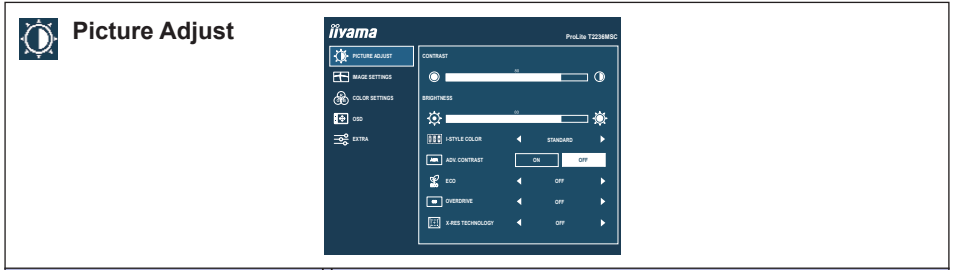 Picture Adjust
iiyama
ProLite T2236MSC
PICTURE ADJUST
IMAGE SETTINGS
COLOR SETTINGS
OSD
EXTRA
CONTRAST
BRIGHTNESS
I-STYLE COLOR STANDARD
ADV. CONTRAST ON OFF
ECO OFF
OVERDRIVE OFF
X-RES TECHNOLOGY OFF